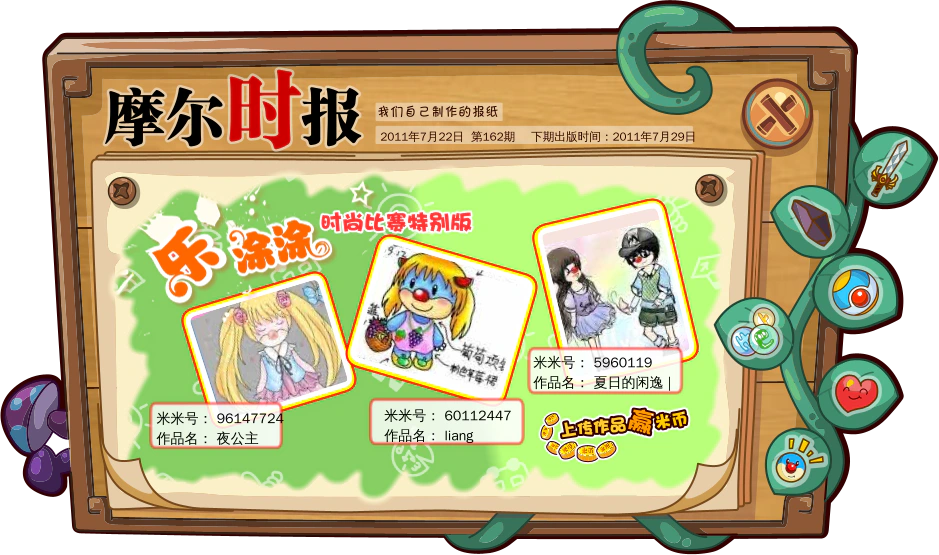 摩尔时报
我们自己制作的报纸
2011年7月22日 第162期 下期出版时间：2011年7月29日
乐涂涂
时尚比赛特别版
米米号： 96147724
作品名： 夜公主
米米号： 60112447
作品名： liang
米米号： 5960119
作品名： 夏日的闲逸｜
上传作品赢米币